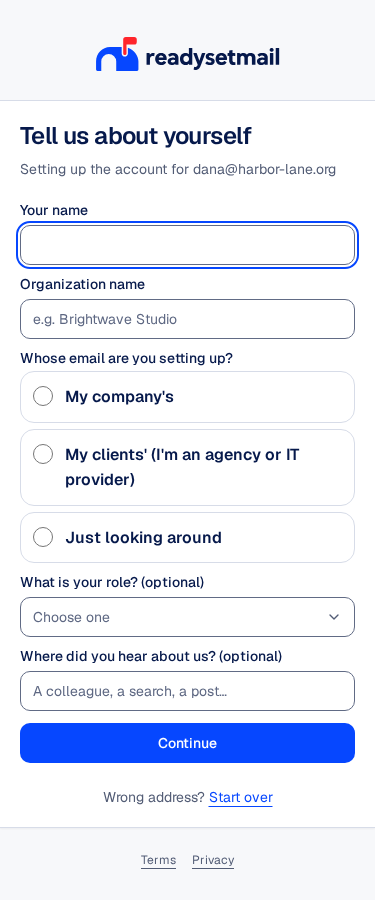 readysetmail
Tell us about yourself
Setting up the account for dana@harbor-lane.org
Your name
Organization name
e.g. Brightwave Studio
Whose email are you setting up?
My company's
My clients' (I'm an agency or IT
provider)
Just looking around
What is your role? (optional)
Choose one
Where did you hear about us? (optional)
A colleague, a search, a post…
Continue
Wrong address? Start over
Terms Privacy